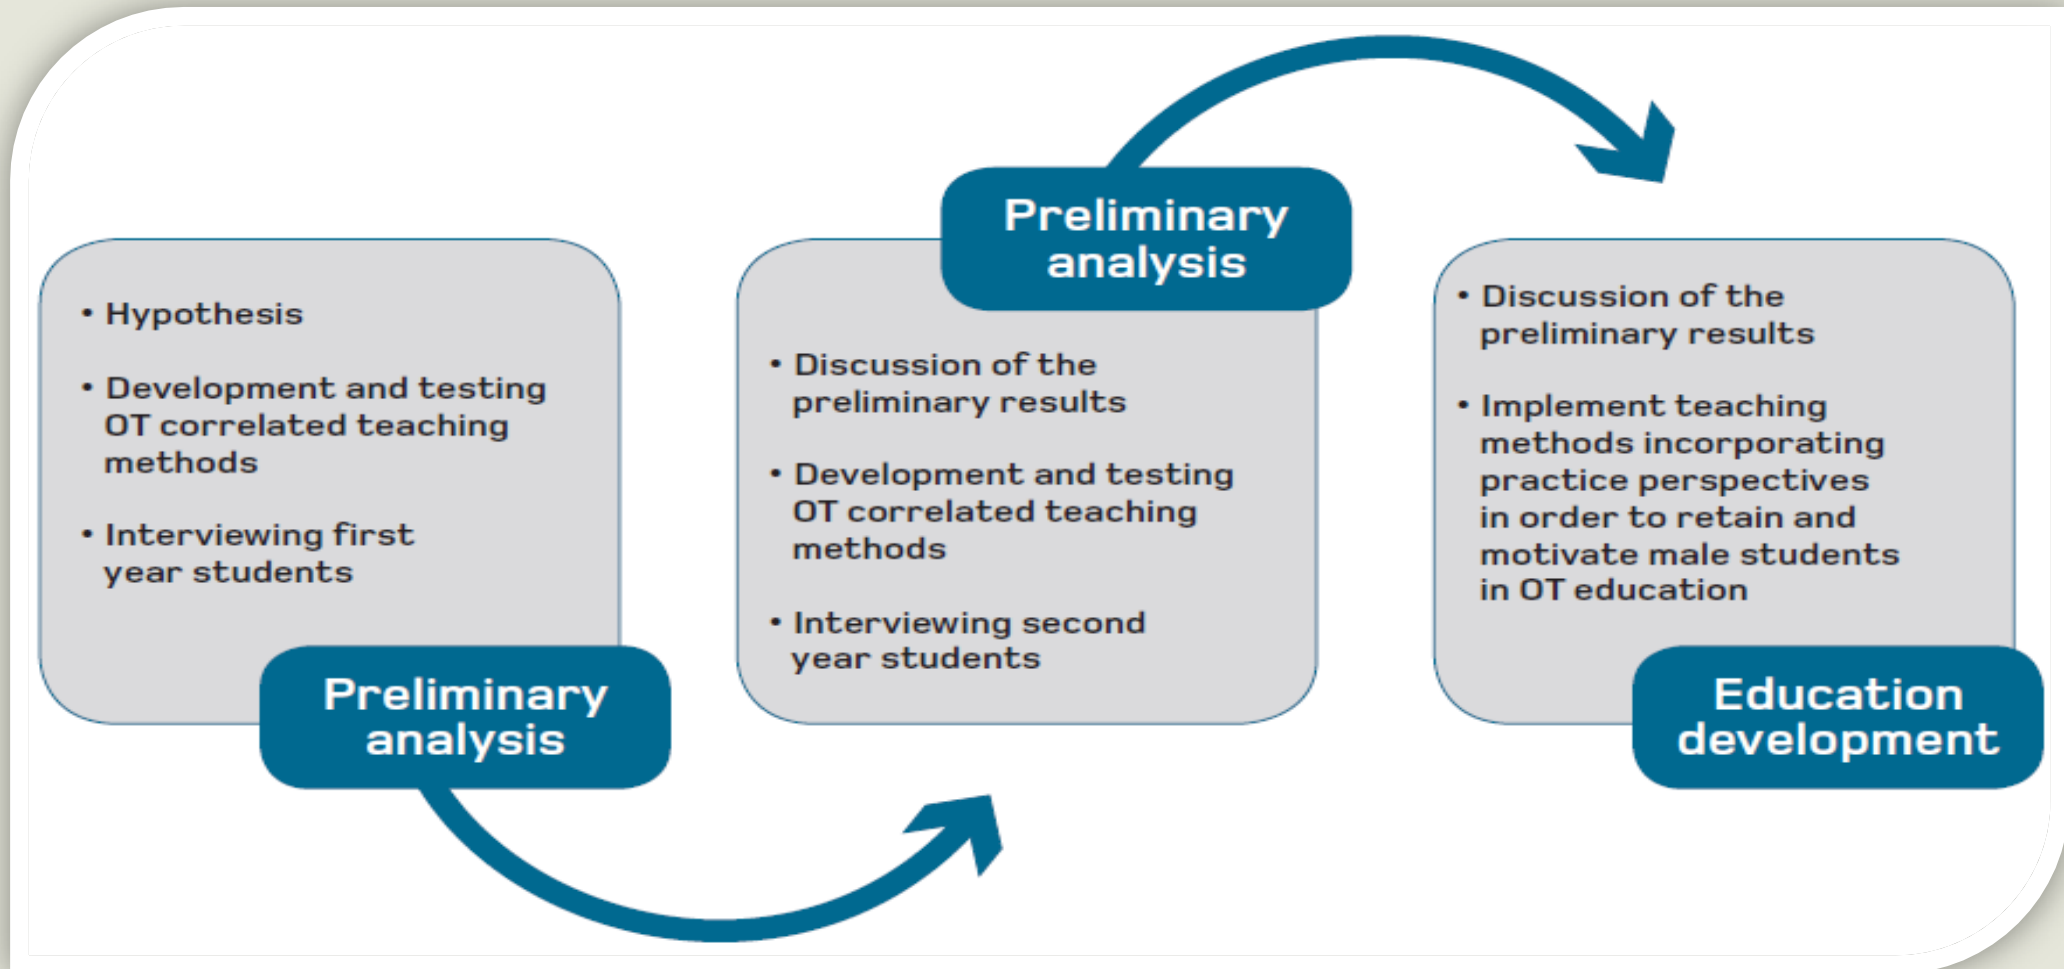 • Hypothesis
• Development and testing
OT correlated teaching
methods
• Interviewing first
year students
Preliminary
analysis
Preliminary
analysis
• Discussion of the
preliminary results
• Development and testing
OT correlated teaching
methods
• Interviewing second
year students
• Discussion of the
preliminary results
• Implement teaching
methods incorporating
practice perspectives
in order to retain and
motivate male students
in OT education
Education
development